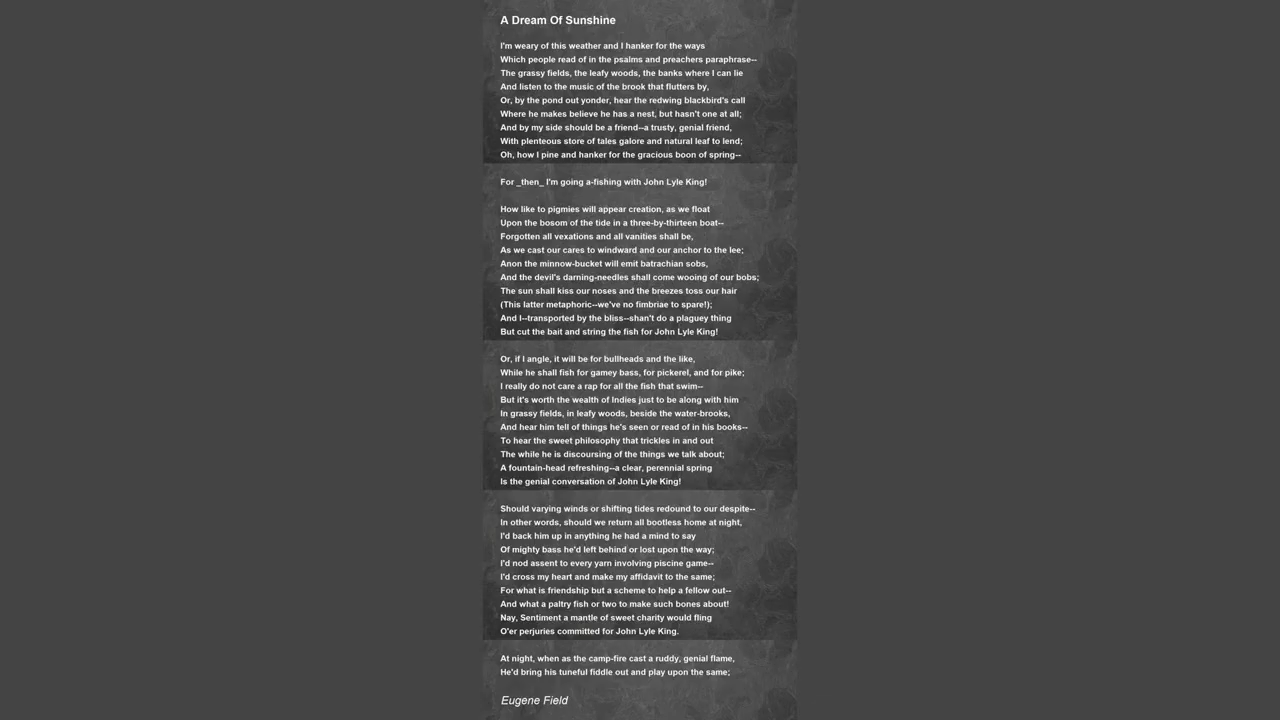 A Dream Of Sunshine
I'm weary of this weather and I hanker for the ways
Which people read of in the psalms and preachers paraphrase--
The grassy fields, the leafy woods, the banks where I can lie
And listen to the music of the brook that flutters by,
Or, by the pond out yonder, hear the redwing blackbird's call
Where he makes believe he has a nest, but hasn't one at all;
And by my side should be a friend--a trusty, genial friend,
With plenteous store of tales galore and natural leaf to lend;
Oh, how I pine and hanker for the gracious boon of spring--
For _then_ I'm going a-fishing with John Lyle King!
How like to pigmies will appear creation, as we float
Upon the bosom of the tide in a three-by-thirteen boat--
Forgotten all vexations and all vanities shall be,
As we cast our cares to windward and our anchor to the lee;
Anon the minnow-bucket will emit batrachian sobs,
And the devil's darning-needles shall come wooing of our bobs;
The sun shall kiss our noses and the breezes toss our hair
(This latter metaphoric--we've no fimbriae to spare!);
And I--transported by the bliss--shan't do a plaguey thing
But cut the bait and string the fish for John Lyle King!
Or, if I angle, it will be for bullheads and the like,
While he shall fish for gamey bass, for pickerel, and for pike;
I really do not care a rap for all the fish that swim--
But it's worth the wealth of Indies just to be along with him
In grassy fields, in leafy woods, beside the water-brooks,
And hear him tell of things he's seen or read of in his books--
To hear the sweet philosophy that trickles in and out
The while he is discoursing of the things we talk about;
A fountain-head refreshing--a clear, perennial spring
Is the genial conversation of John Lyle King!
Should varying winds or shifting tides redound to our despite--
In other words, should we return all bootless home at night,
I'd back him up in anything he had a mind to say
Of mighty bass he'd left behind or lost upon the way;
I'd nod assent to every yarn involving piscine game--
I'd cross my heart and make my affidavit to the same;
For what is friendship but a scheme to help a fellow out--
And what a paltry fish or two to make such bones about!
Nay, Sentiment a mantle of sweet charity would fling
O'er perjuries committed for John Lyle King.
At night, when as the camp-fire cast a ruddy, genial flame,
He'd bring his tuneful fiddle out and play upon the same;
Eugene Field